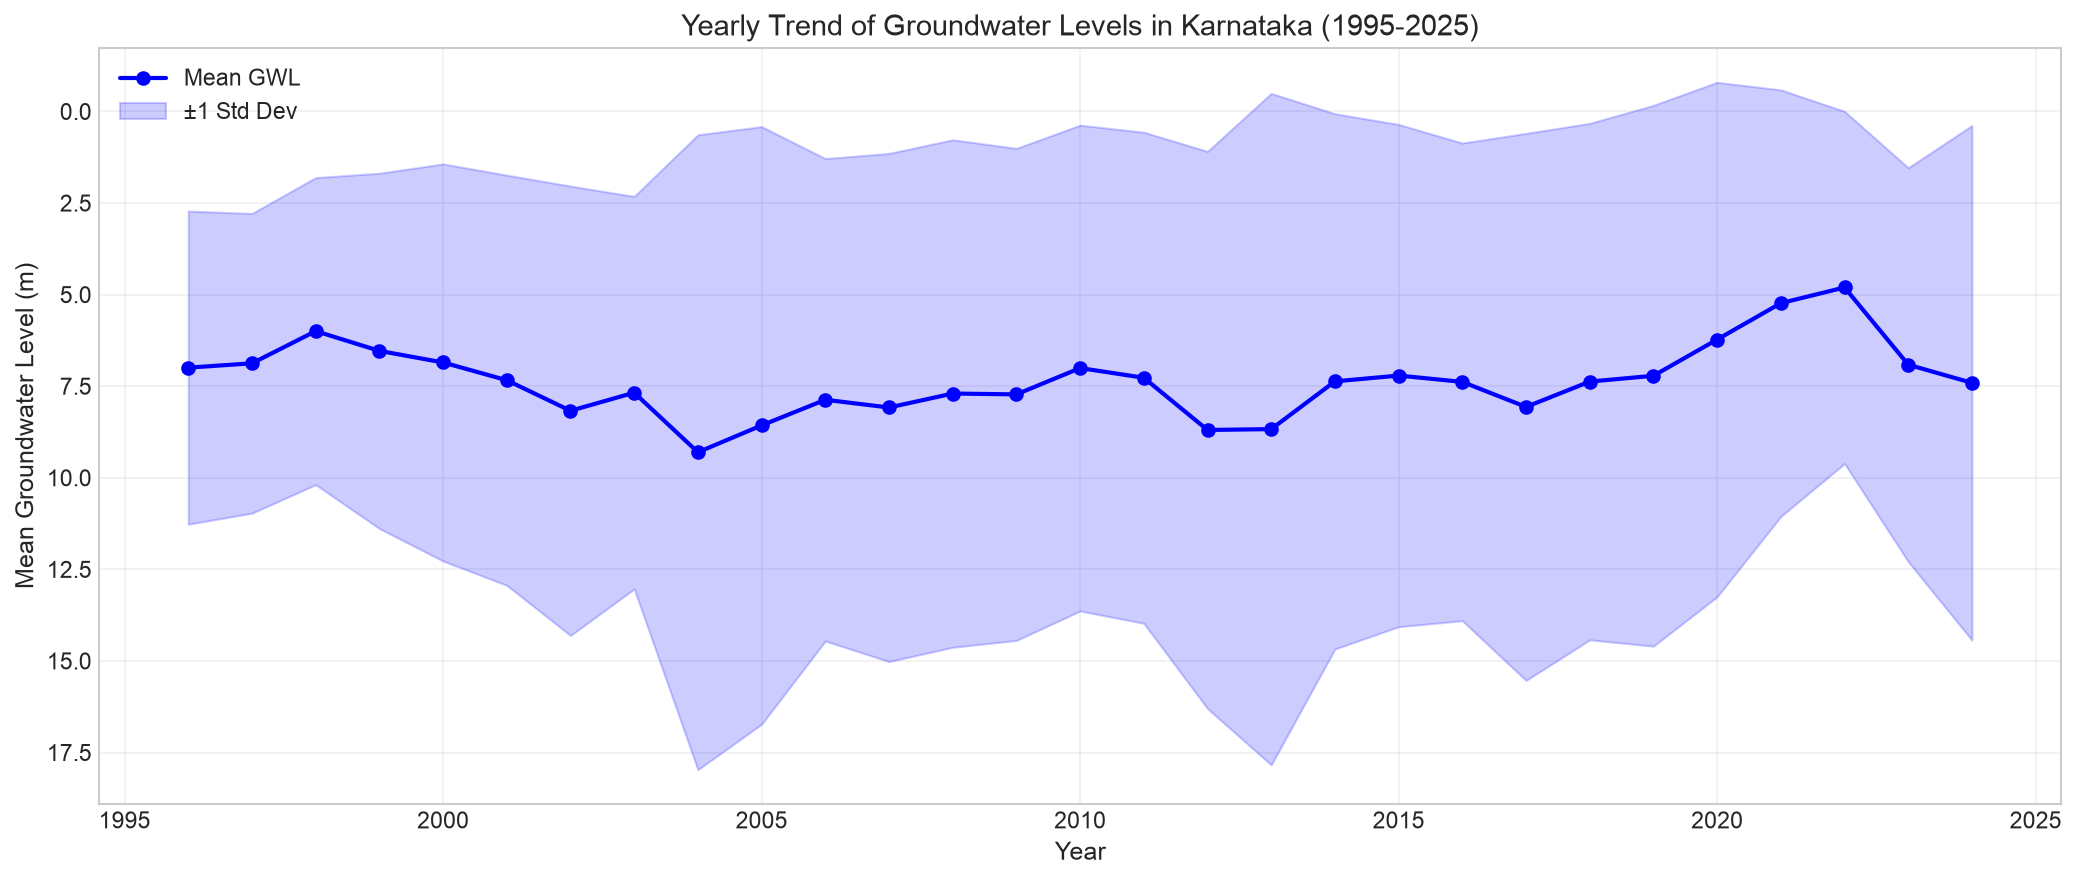 Yearly Trend of Groundwater Levels in Karnataka (1995-2025)
Mean GWL
±1 Std Dev
Mean Groundwater Level (m)
0.0
2.5
5.0
7.5
10.0
12.5
15.0
17.5
1995 2000 2005 2010 2015 2020 2025
Year